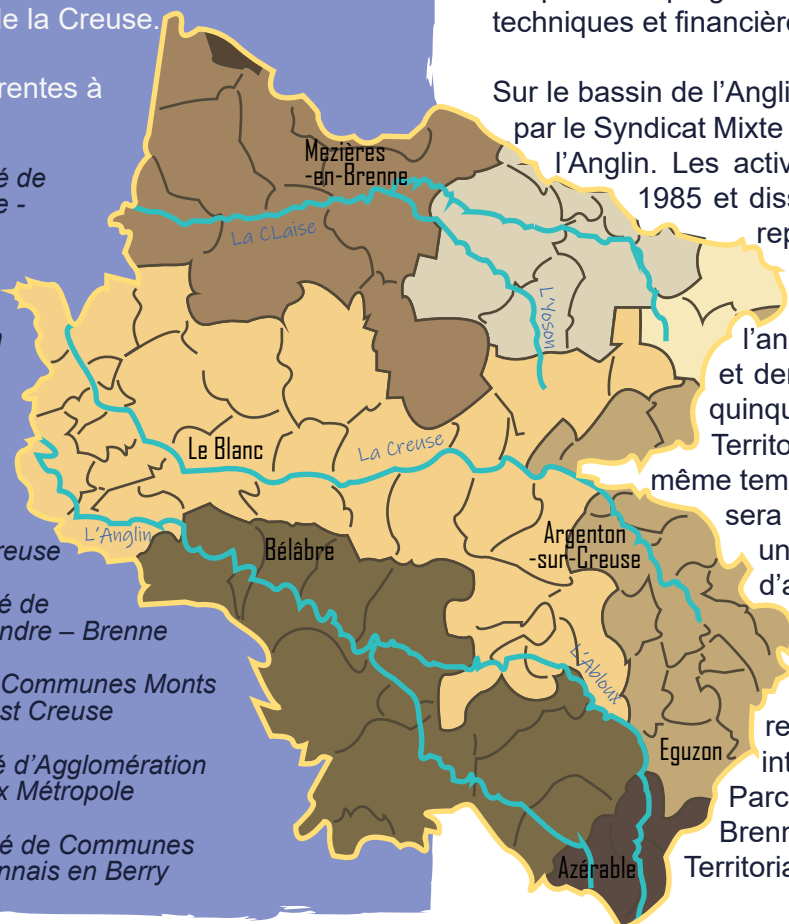 de la Creuse.
rentes à
é de
e -
reuse
é de
ndre – Brenne
Communes Monts
st Creuse
é d'Agglomération
x Métropole
é de Communes
nnais en Berry
techniques et financière
Sur le bassin de l'Angli
par le Syndicat Mixte
l'Anglin. Les activ
1985 et diss
rep
l'an
et der
quinqu
Territo
même tem
sera
un
d'a
re
int
Parc
Brenn
Territoria
Mezières
-en-Brenne
La CLaise
L'Yoson
Le Blanc
La Creuse
L'Anglin
Bélâbre
Argenton
-sur-Creuse
L'Abloux
Eguzon
Azérable